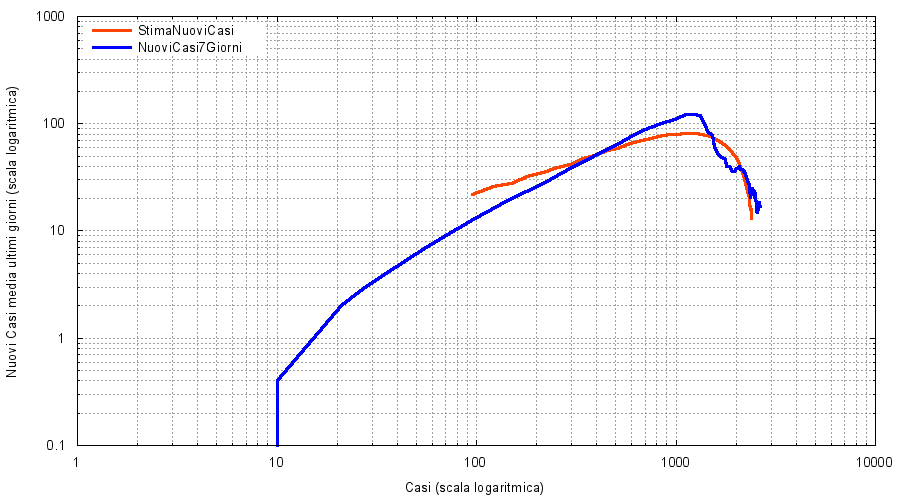 1000
StimaNuoviCasi
NuoviCasi7Giorni
100
10
1
0.1
Nuovi Casi media ultimi giorni (scala logaritmica)
1
10
100
1000
10000
Casi (scala logaritmica)